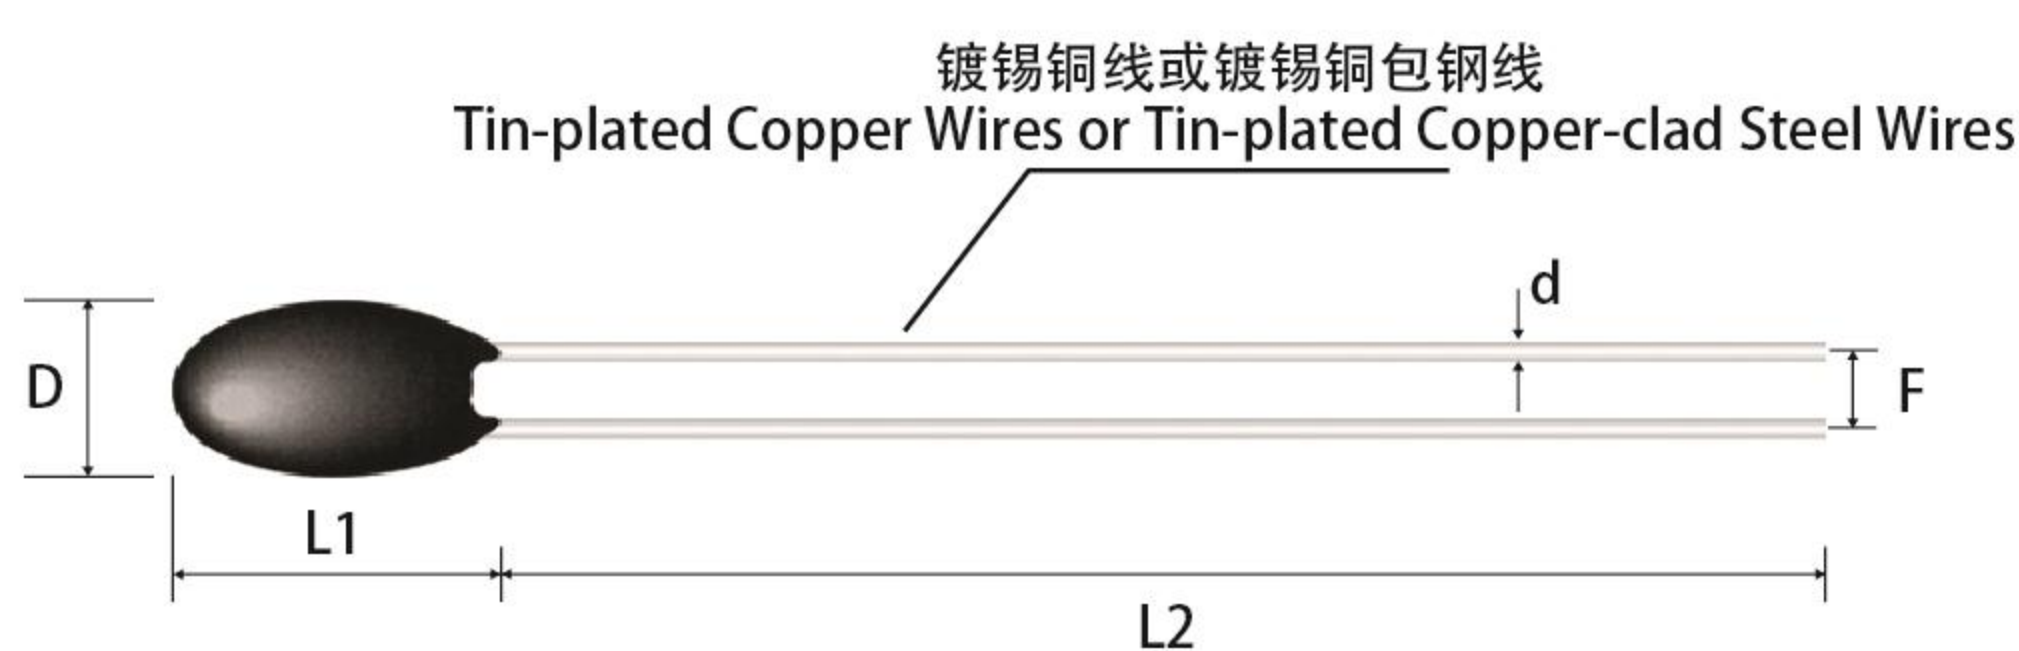 镀锡铜线或镀锡铜包钢线
Tin-plated Copper Wires or Tin-plated Copper-clad Steel Wires
d
D
F
L1
L2